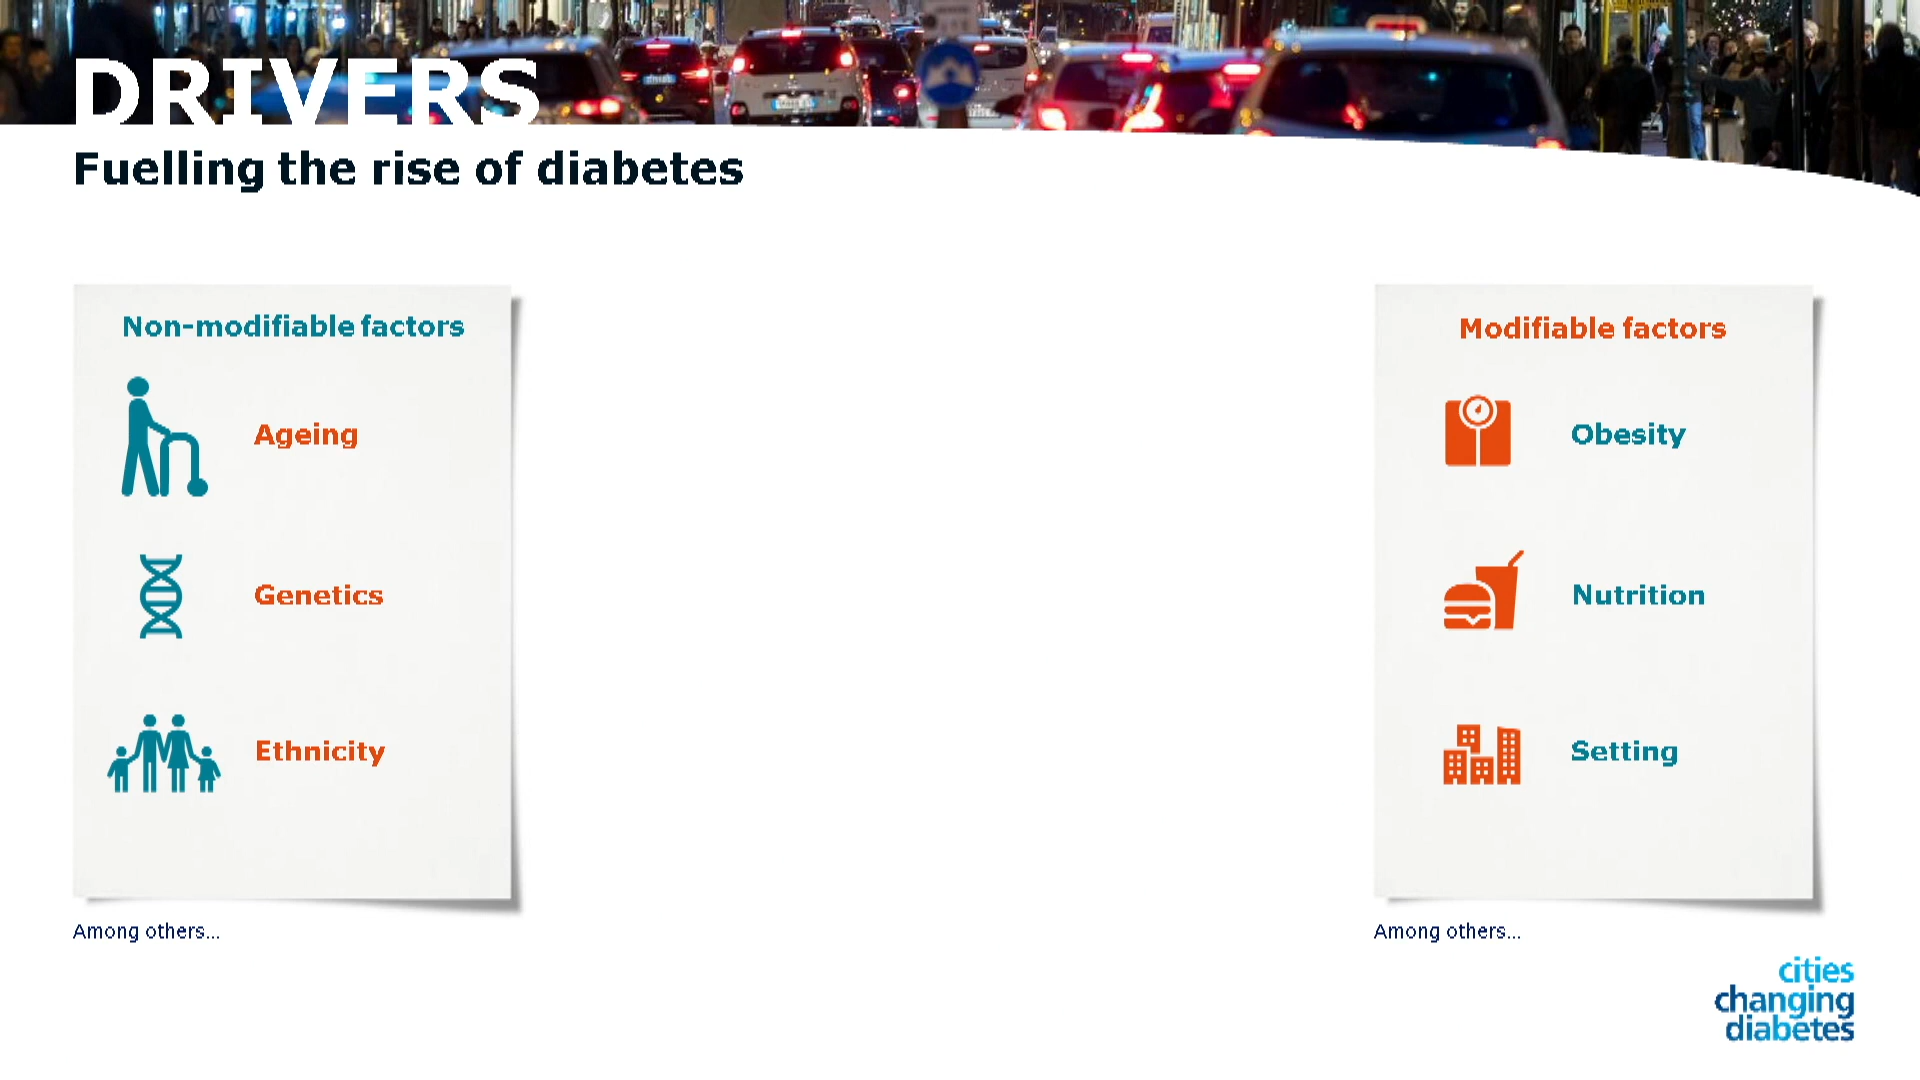 DRIVERS
Fuelling the rise of diabetes
Non-modifiable factors
Ageing
Genetics
Ethnicity
Among others...
Modifiable factors
Obesity
Nutrition
Setting
Among others...
cities
changing
diabetes